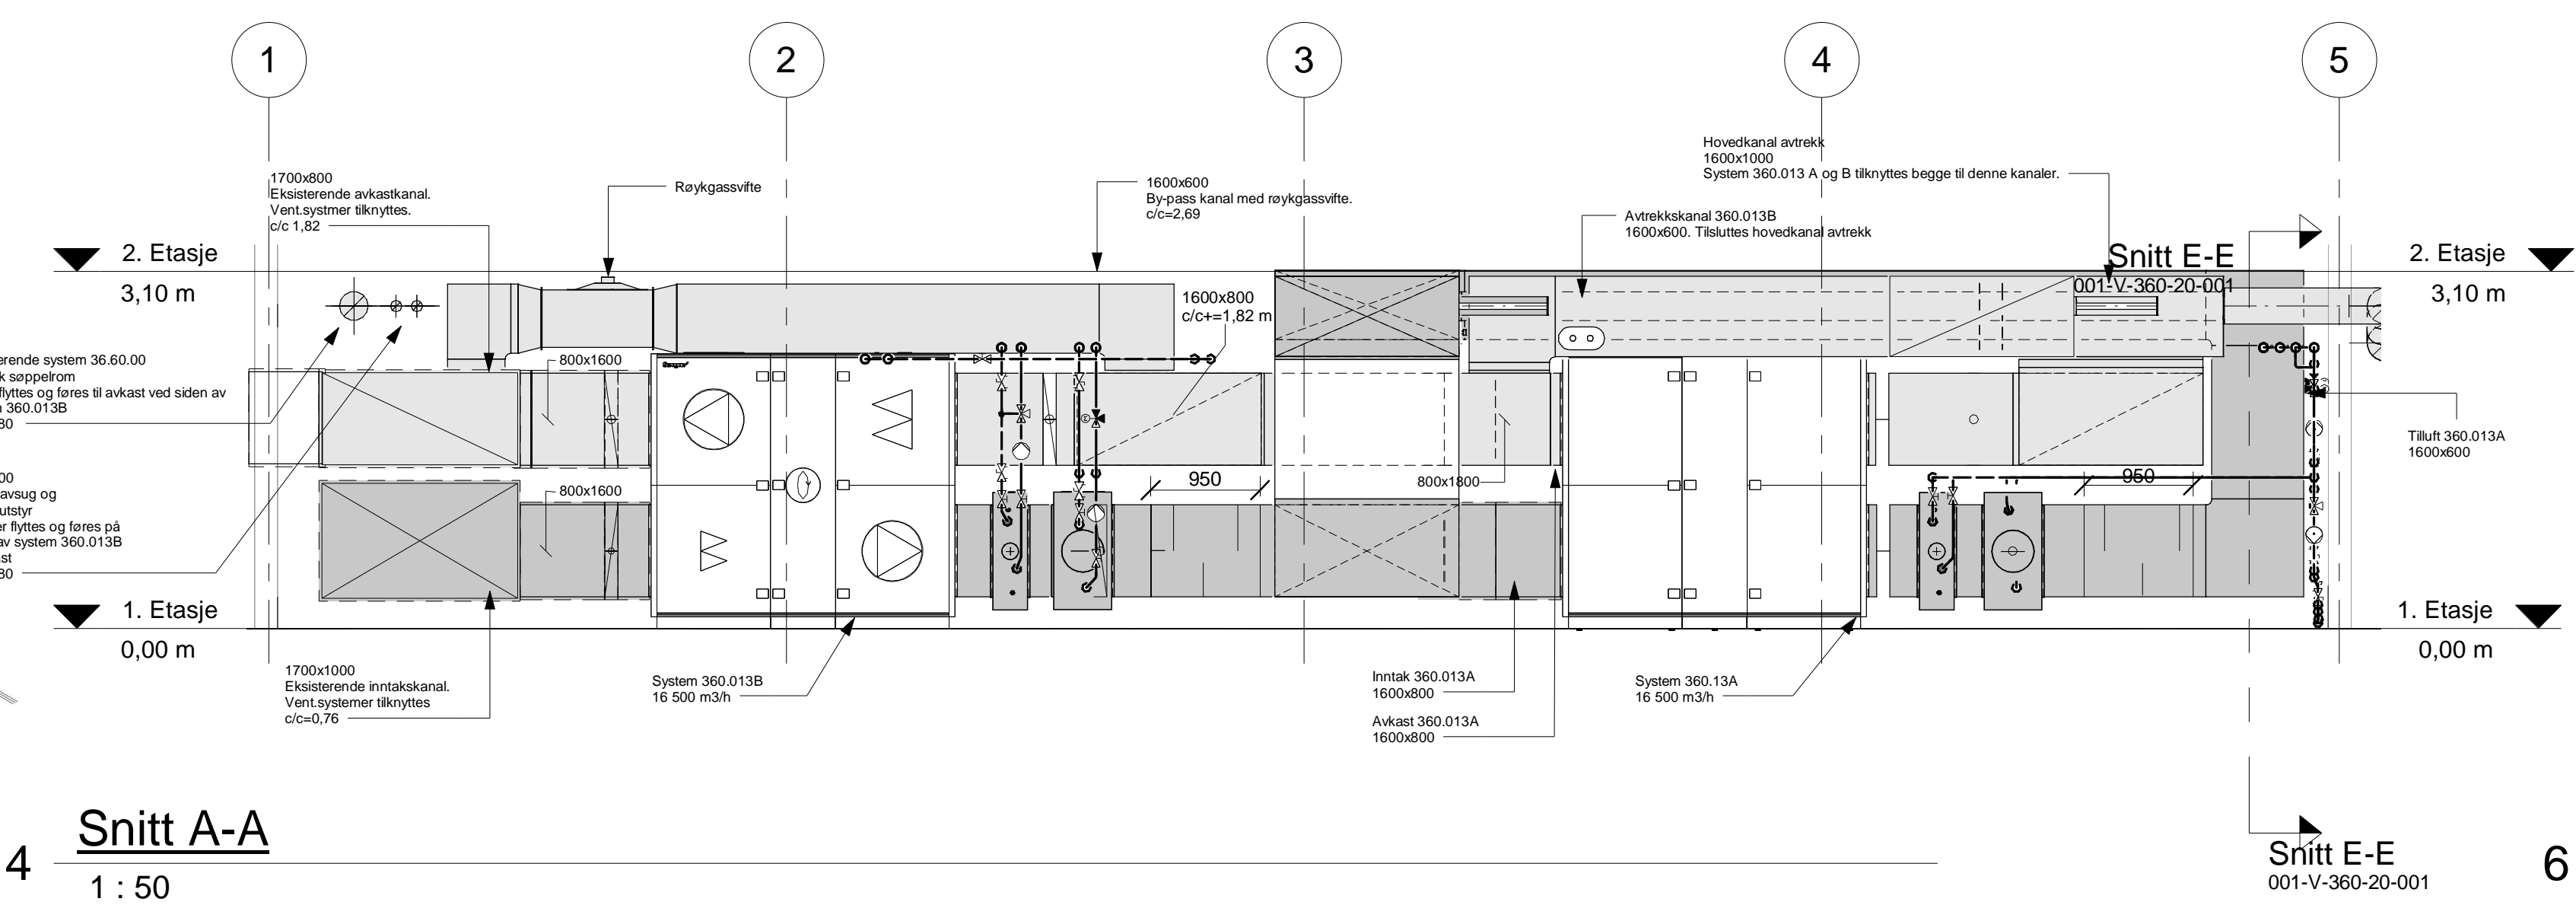 1
2
3
4
5
Hovedkanal avtrekk
1600x1000
System 360.013 A og B tilknyttes begge til denne kanaler.
1700x800
Eksisterende avkastkanal.
Vent.systmer tilknyttes.
c/c 1,82
Røykgassvifte
1600x600
By-pass kanal med røykgassvifte.
c/c=2,69
Avtrekkskanal 360.013B
1600x600. Tilsluttes hovedkanal avtrekk
2. Etasje
3,10 m
Snitt E-E
001-V-360-20-001
2. Etasje
3,10 m
1600x800
c/c+=1,82 m
erende system 36.60.00
k søppelrom
flyttes og føres til avkast ved siden av
360.013B
80
800x1600
800x1600
00
avsug og
utstyr
er flyttes og føres på
av system 360.013B
st
80
950
800x1800
950
Tilluft 360.013A
1600x600
1. Etasje
0,00 m
1. Etasje
0,00 m
1700x1000
Eksisterende inntakskanal.
Vent.systemer tilknyttes
c/c=0,76
System 360.013B
16 500 m3/h
Inntak 360.013A
1600x800
Avkast 360.013A
1600x800
System 360.13A
16 500 m3/h
4
Snitt A-A
1 : 50
Snitt E-E
001-V-360-20-001
6